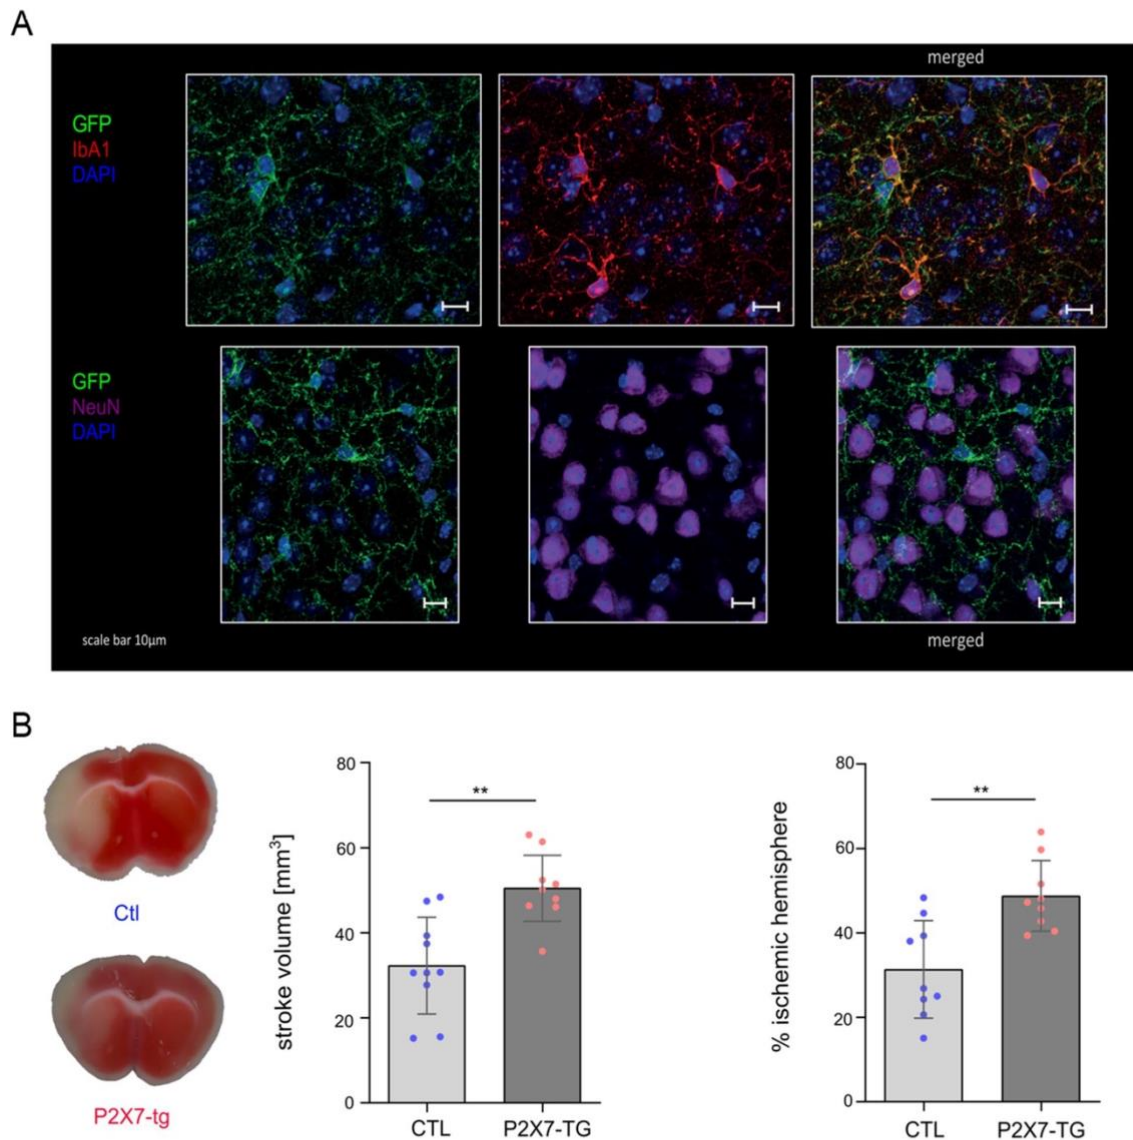 A
merged
GFP
IbA1
DAPI
GFP
NeuN
DAPI
scale bar 10µm
merged
B
Ctl
P2X7-tg
stroke volume [mm³]
80
60
40
20
0
**
CTL
P2X7-TG
% ischemic hemisphere
80
60
40
20
0
**
CTL
P2X7-TG